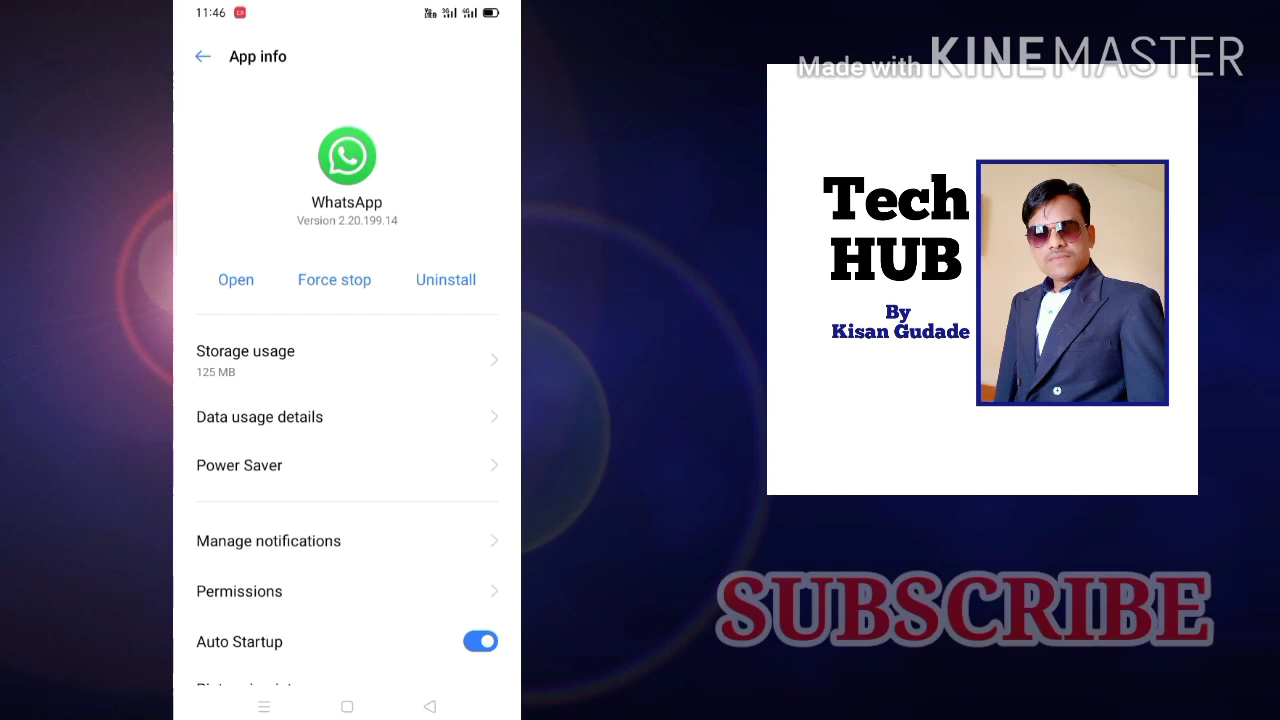 11:46
App info
WhatsApp
Version 2.20.199.14
Open Force stop Uninstall
Storage usage
125 MB
Data usage details
Power Saver
Manage notifications
Permissions
Auto Startup
Made with KINEMASTER
Tech
HUB
By
Kisan Gudade
SUBSCRIBE